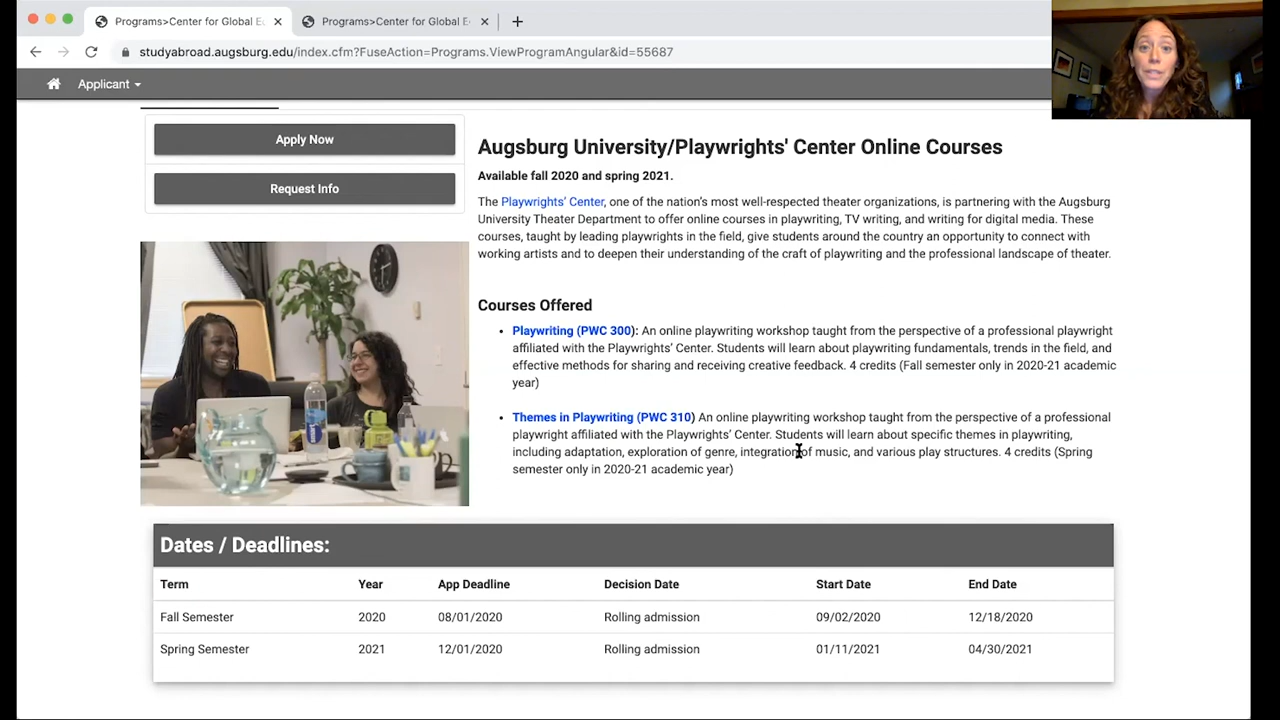 Programs>Center for Global E
Programs>Center for Global E
studyabroad.augsburg.edu/index.cfm?FuseAction=Programs.ViewProgramAngular&id=55687
Applicant
Apply Now
Request Info
Augsburg University/Playwrights' Center Online Courses
Available fall 2020 and spring 2021.
The Playwrights' Center, one of the nation's most well-respected theater organizations, is partnering with the Augsburg
University Theater Department to offer online courses in playwriting, TV writing, and writing for digital media. These
courses, taught by leading playwrights in the field, give students around the country an opportunity to connect with
working artists and to deepen their understanding of the craft of playwriting and the professional landscape of theater.
Courses Offered
• Playwriting (PWC 300): An online playwriting workshop taught from the perspective of a professional playwright
affiliated with the Playwrights' Center. Students will learn about playwriting fundamentals, trends in the field, and
effective methods for sharing and receiving creative feedback. 4 credits (Fall semester only in 2020-21 academic
year)
• Themes in Playwriting (PWC 310) An online playwriting workshop taught from the perspective of a professional
playwright affiliated with the Playwrights' Center. Students will learn about specific themes in playwriting,
including adaptation, exploration of genre, integration of music, and various play structures. 4 credits (Spring
semester only in 2020-21 academic year)
Dates / Deadlines:
Term Year App Deadline Decision Date Start Date End Date
Fall Semester 2020 08/01/2020 Rolling admission 09/02/2020 12/18/2020
Spring Semester 2021 12/01/2020 Rolling admission 01/11/2021 04/30/2021